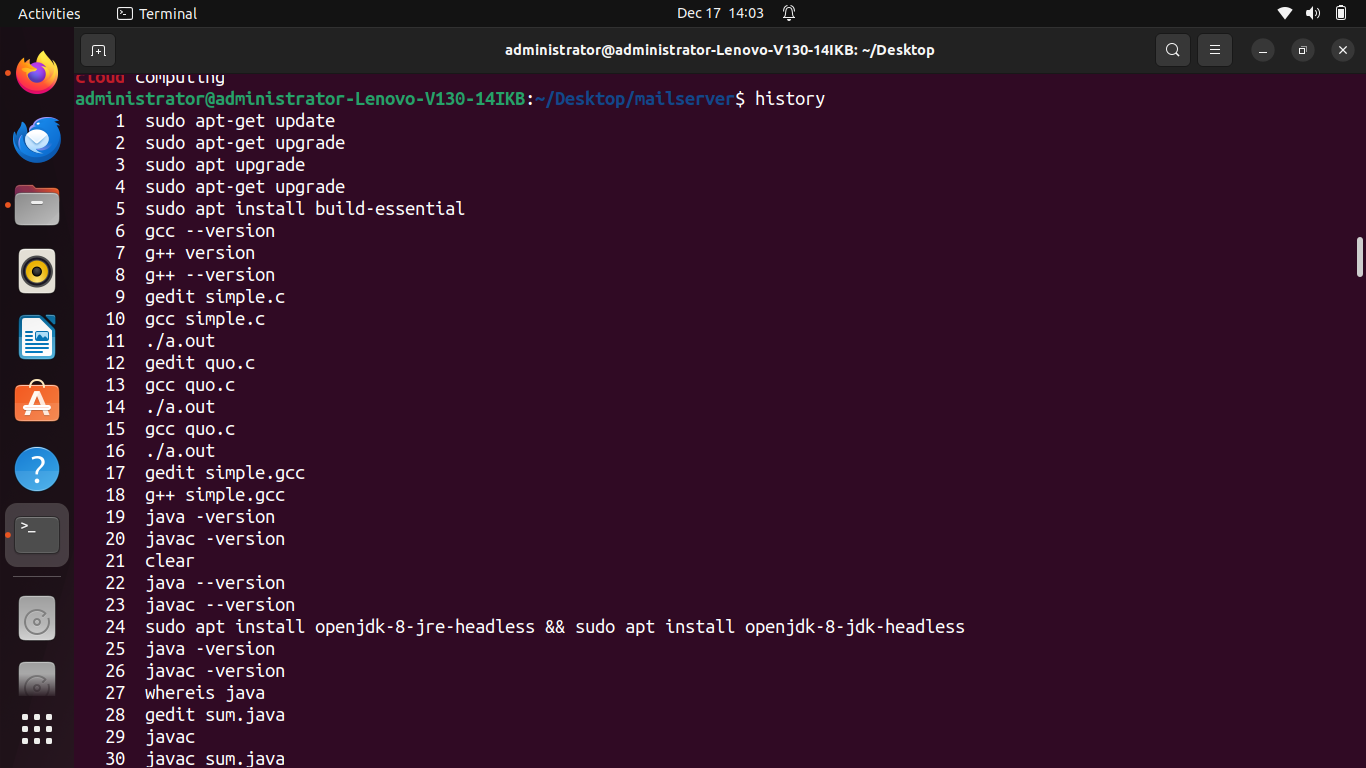 Activities
Terminal
Dec 17 14:03
administrator@administrator-Lenovo-V130-14IKB: ~/Desktop
cloud computing
administrator@administrator-Lenovo-V130-14IKB:~/Desktop/mailserver$ history
1 sudo apt-get update
2 sudo apt-get upgrade
3 sudo apt upgrade
4 sudo apt-get upgrade
5 sudo apt install build-essential
6 gcc --version
7 g++ version
8 g++ --version
9 gedit simple.c
10 gcc simple.c
11 ./a.out
12 gedit quo.c
13 gcc quo.c
14 ./a.out
15 gcc quo.c
16 ./a.out
17 gedit simple.gcc
18 g++ simple.gcc
19 java -version
20 javac -version
21 clear
22 java --version
23 javac --version
24 sudo apt install openjdk-8-jre-headless && sudo apt install openjdk-8-jdk-headless
25 java -version
26 javac -version
27 whereis java
28 gedit sum.java
29 javac
30 javac sum.java